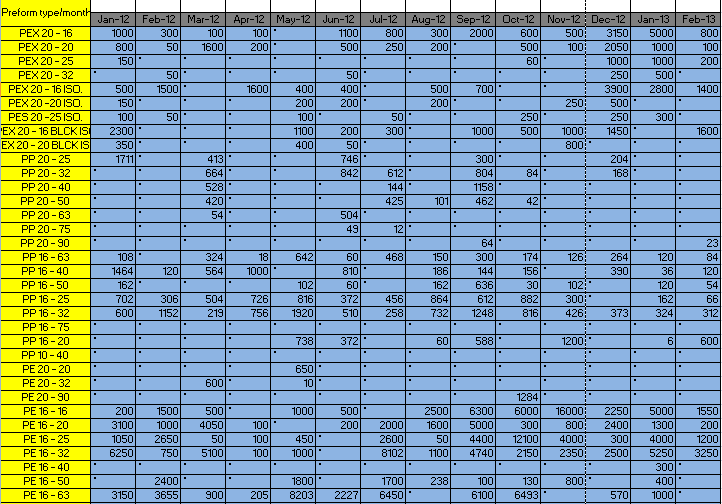 Preform type/month Jan-12 Feb-12 Mar-12 Apr-12 May-12 Jun-12 Jul-12 Aug-12 Sep-12 Oct-12 Nov-12 Dec-12 Jan-13 Feb-13
PEX 20 - 16 1000 300 100 100 1100 800 300 2000 600 500 3150 5000 800
PEX 20 - 20 800 50 1600 200 500 250 200 500 100 2050 1000 100
PEX 20 - 25 150 60 1000 1000 200
PEX 20 - 32 50 50 250 500
PEX 20 - 16 ISO. 500 1500 1600 400 400 500 700 3900 2800 1400
PEX 20 -20 ISO. 150 200 200 200 250 500
PES 20 -25 ISO. 100 50 100 50 250 250 300
EX 20 - 16 BLCK IS 2300 1100 200 300 1000 500 1000 1450 1600
EX 20 - 20 BLCK IS 350 400 50 800
PP 20 - 25 1711 413 746 300 204
PP 20 - 32 664 842 612 804 84 168
PP 20 - 40 528 144 1158
PP 20 - 50 420 425 101 462 42
PP 20 - 63 54 504
PP 20 - 75 49 12
PP 20 - 90 64 23
PP 16 - 63 108 324 18 642 60 468 150 300 174 126 264 120 84
PP 16 - 40 1464 120 564 1000 810 186 144 156 390 36 120
PP 16 - 50 162 102 60 162 636 30 102 120 54
PP 16 - 25 702 306 504 726 816 372 456 864 612 882 300 162 66
PP 16 - 32 600 1152 219 756 1920 510 258 732 1248 816 426 373 324 312
PP 16 - 75
PP 16 - 20 738 372 60 588 1200 6 600
PP 10 - 40
PE 20 - 20 650
PE 20 - 32 600 10
PE 20 - 90 1284
PE 16 - 16 200 1500 500 1000 500 2500 6300 6000 16000 2250 5000 1550
PE 16 - 20 3100 1000 4050 100 200 2000 1600 5000 300 800 2400 1300 200
PE 16 - 25 1050 2650 50 100 450 2600 50 4400 12100 4000 300 4000 1200
PE 16 - 32 6250 750 5100 100 1000 8102 1100 4740 2150 2350 2500 5250 3250
PE 16 - 40 300
PE 16 - 50 2400 1800 1700 238 100 130 800 400
PE 16 - 63 3150 3655 900 205 8203 2227 6450 6100 6493 570 1000